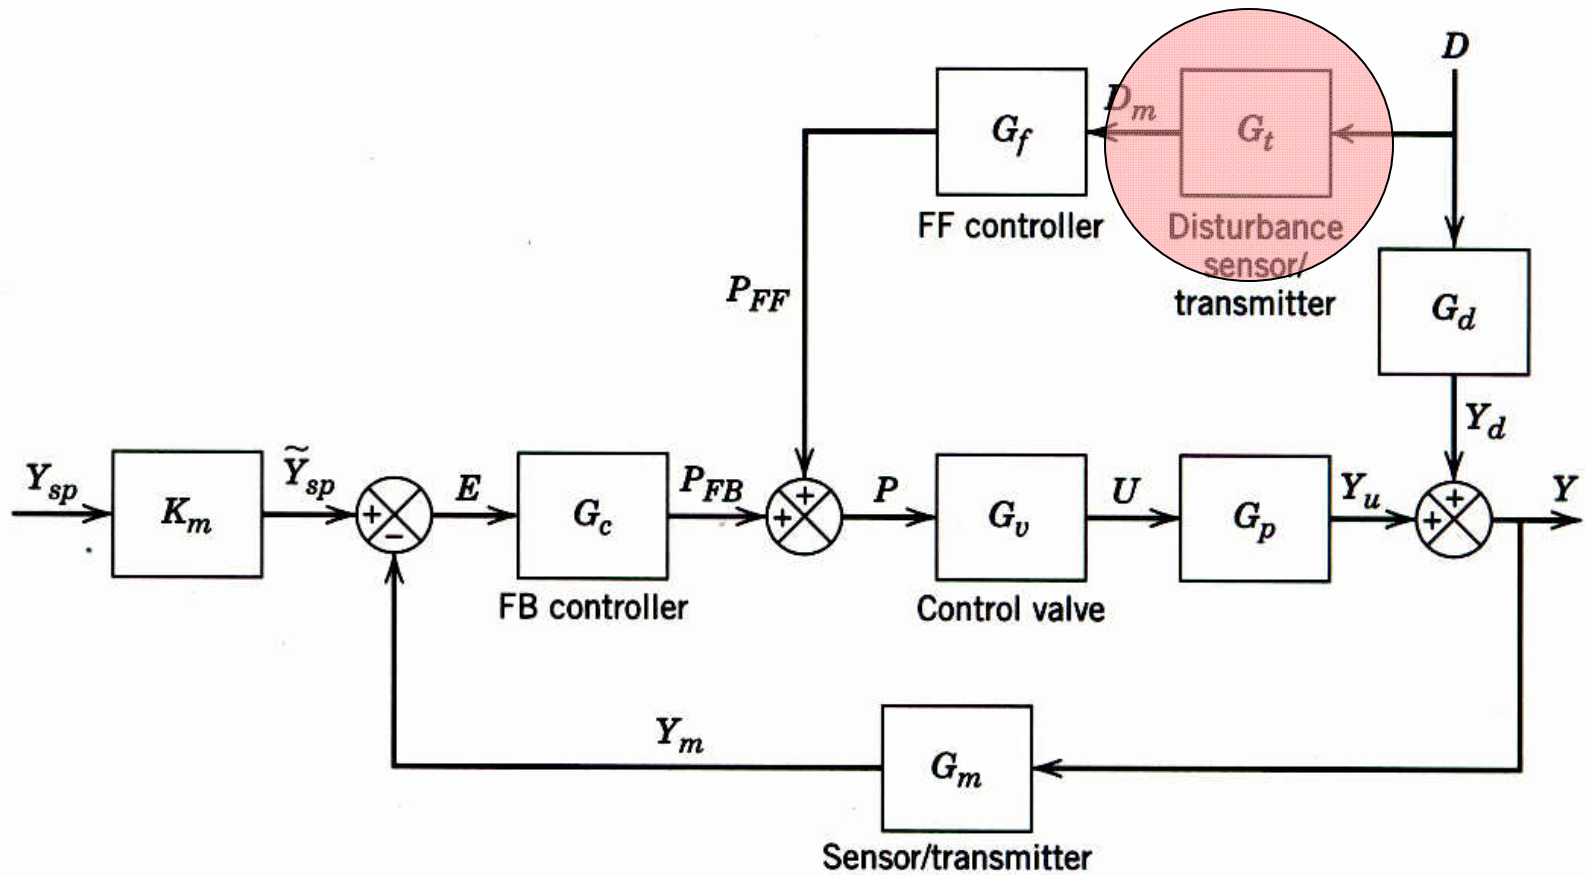 D
D_m
G_f
G_t
FF controller
Disturbance
sensor/
transmitter
P_FF
G_d
Y_d
Y_sp
K_m
Ỹ_sp
+
−
E
G_c
FB controller
P_FB
+
+
P
G_v
Control valve
U
G_p
Y_u
+
+
Y
Y_m
G_m
Sensor/transmitter